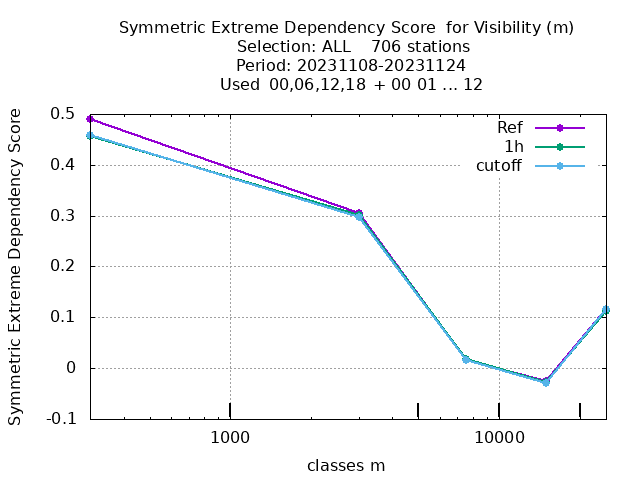 Symmetric Extreme Dependency Score  for Visibility (m)
Selection: ALL    706 stations
Period: 20231108-20231124
Used  00,06,12,18  + 00 01 ... 12
Symmetric Extreme Dependency Score
0.5
0.4
0.3
0.2
0.1
0
-0.1
Ref
1h
cutoff
1000
10000
classes m